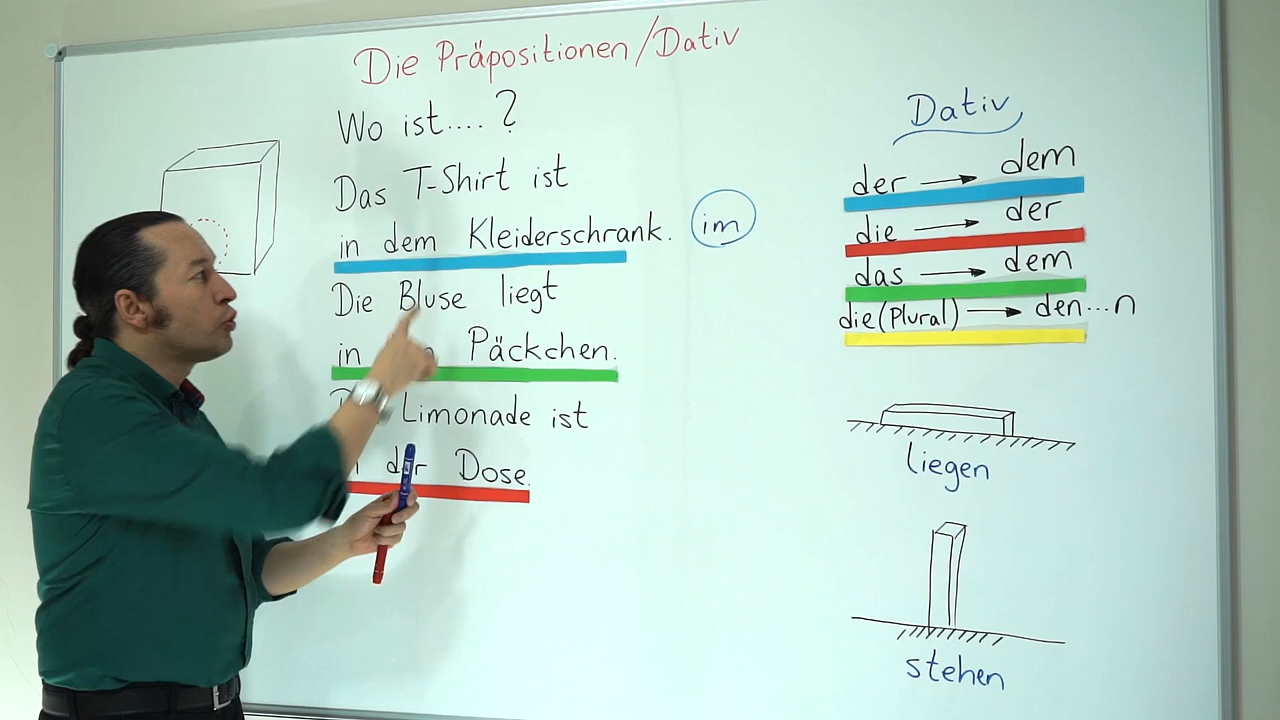 Die Präpositionen/Dativ
Wo ist.... ?
Das T-Shirt ist
in dem Kleiderschrank. im
Die Bluse liegt
in Päckchen.
Limonade ist
der Dose.
Dativ
der → dem
die → der
das → dem
die (Plural) → den...n
liegen
stehen